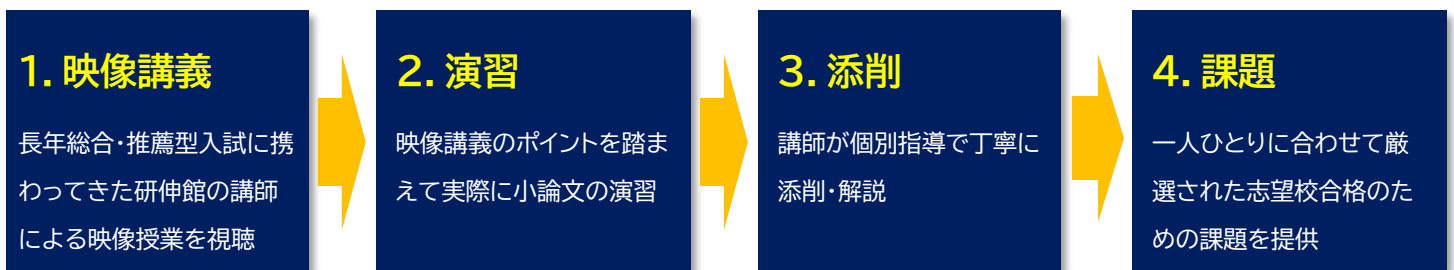 1. 映像講義
長年総合・推薦型入試に携
わってきた研伸館の講師
による映像授業を視聴
2. 演習
映像講義のポイントを踏ま
えて実際に小論文の演習
3. 添削
講師が個別指導で丁寧に
添削・解説
4. 課題
一人ひとりに合わせて厳
選された志望校合格のた
めの課題を提供